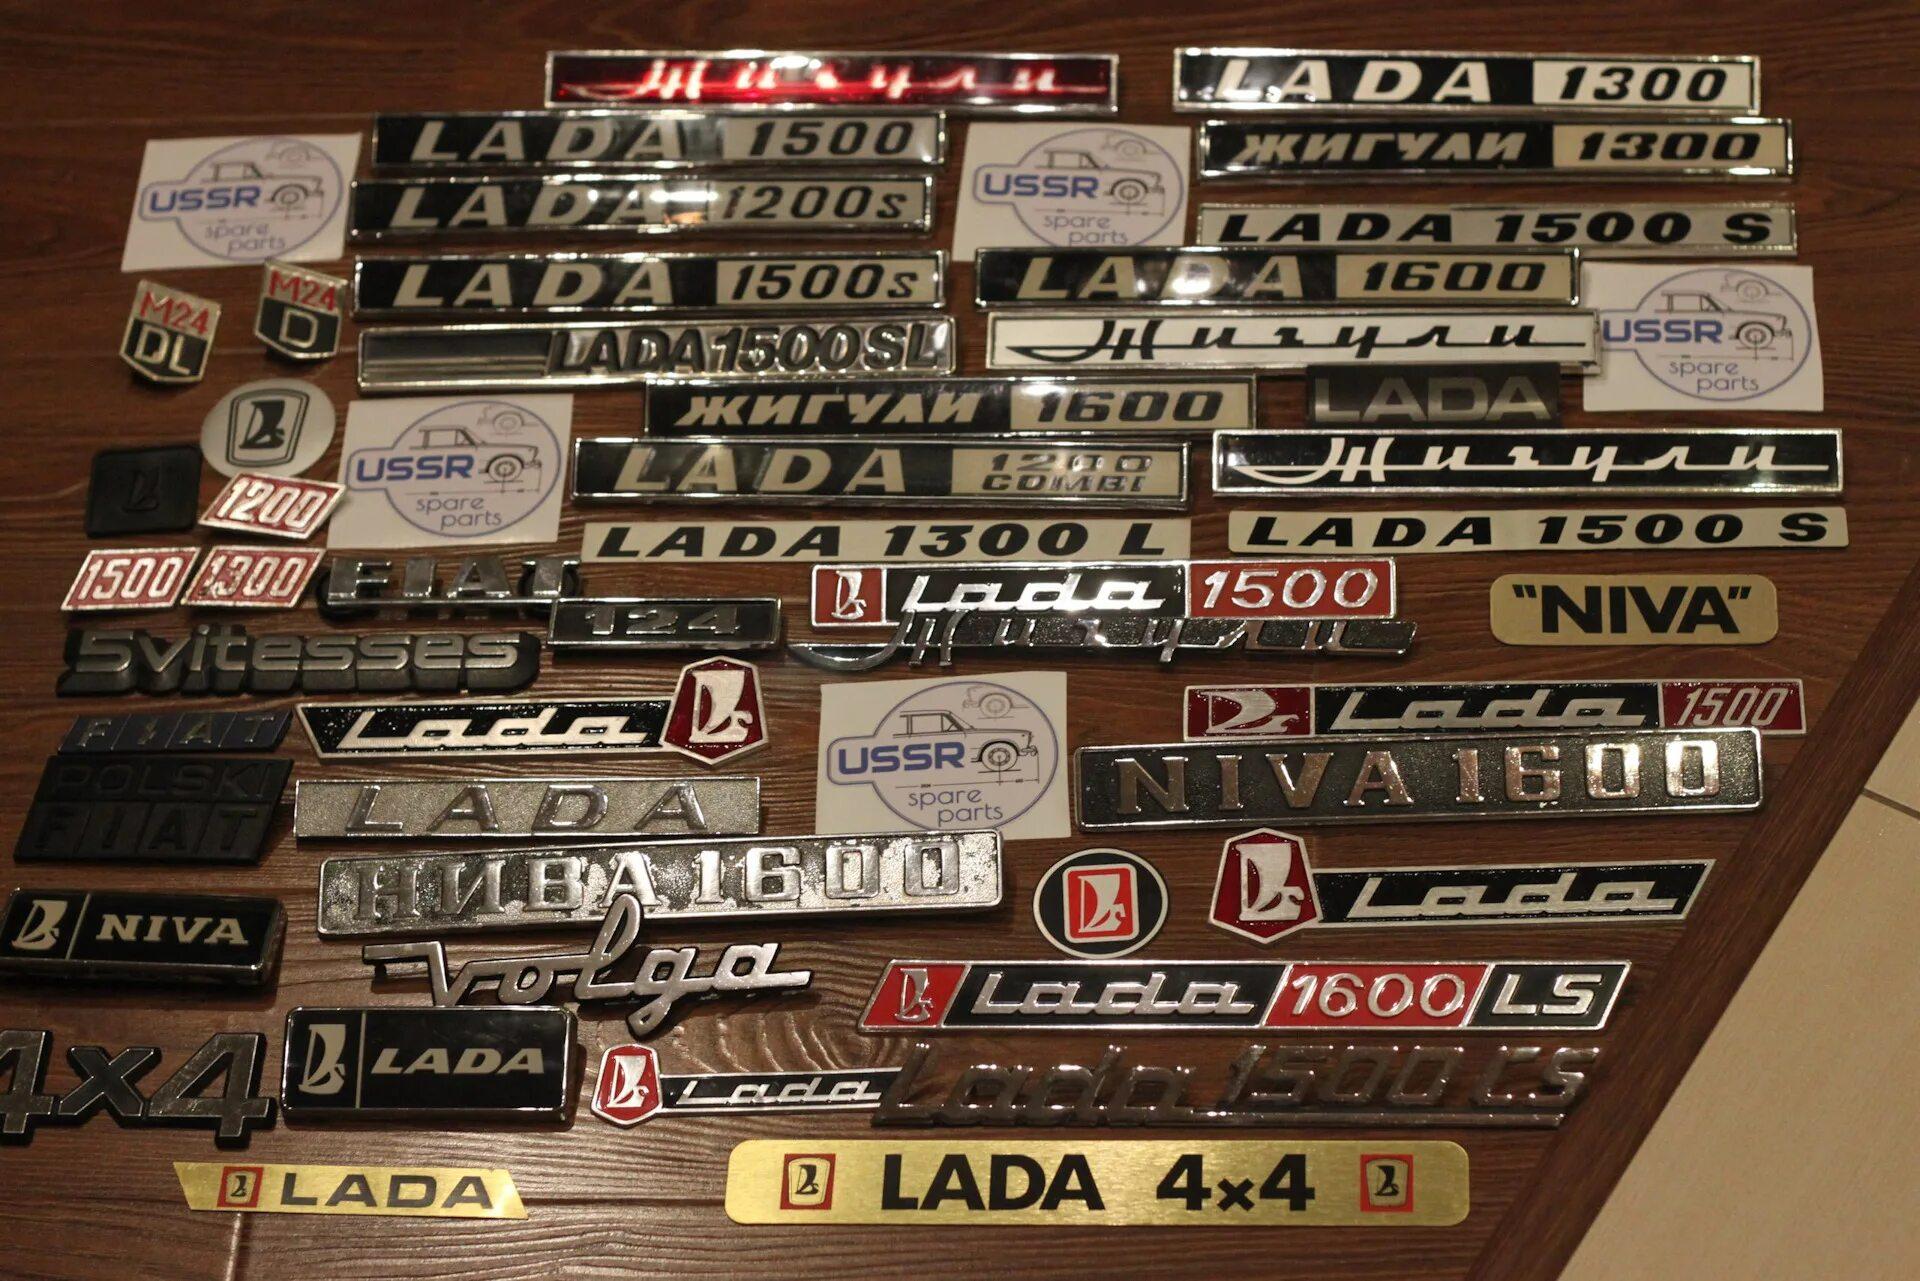 Жигули
LADA 1300
LADA 1500
ЖИГУЛИ 1300
USSR
spare
parts
USSR
spare
parts
LADA 1200s
LADA 1500 S
LADA 1500s
LADA 1600
M24
DL
M24
D
USSR
spare
parts
LADA1500SL
Жигули
ЖИГУЛИ 1600
LADA
USSR
spare
parts
LADA 1200
COMBI
Жигули
1200
LADA 1300 L
LADA 1500 S
1500
1300
FIAT
124
Lada 1500
"NIVA"
Жигули
5vitesses
Lada
Lada 1500
FIAT
USSR
spare
parts
NIVA 1600
POLSKI
FIAT
LADA
НИВА 1600
Lada
NIVA
Volga
Lada 1600 LS
4x4
LADA
Lada
Lada 1500 CS
LADA
LADA 4x4